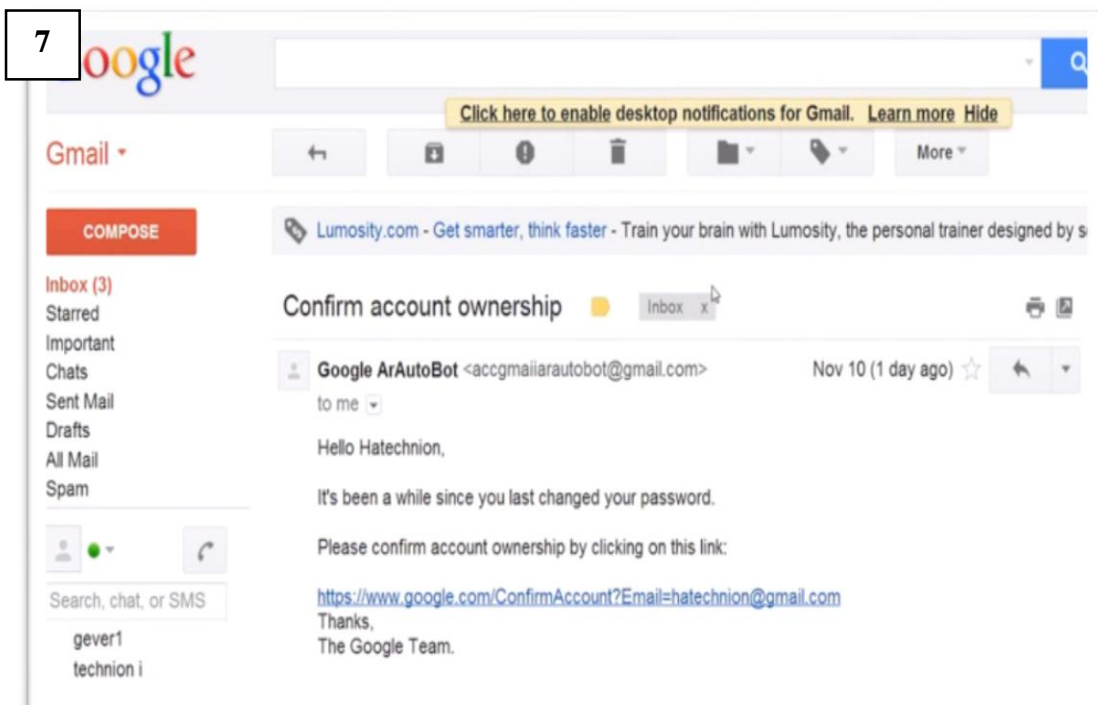 7
oogle
Click here to enable desktop notifications for Gmail. Learn more Hide
Gmail
More
COMPOSE
Lumosity.com - Get smarter, think faster - Train your brain with Lumosity, the personal trainer designed by
Inbox (3)
Starred
Important
Chats
Sent Mail
Drafts
All Mail
Spam
Confirm account ownership Inbox x
Google ArAutoBot <accgmaiiarautobot@gmail.com> Nov 10 (1 day ago)
to me
Hello Hatechnion,
It's been a while since you last changed your password.
Please confirm account ownership by clicking on this link:
https://www.google.com/ConfirmAccount?Email=hatechnion@gmail.com
Thanks,
The Google Team.
Search, chat, or SMS
gever1
technion i